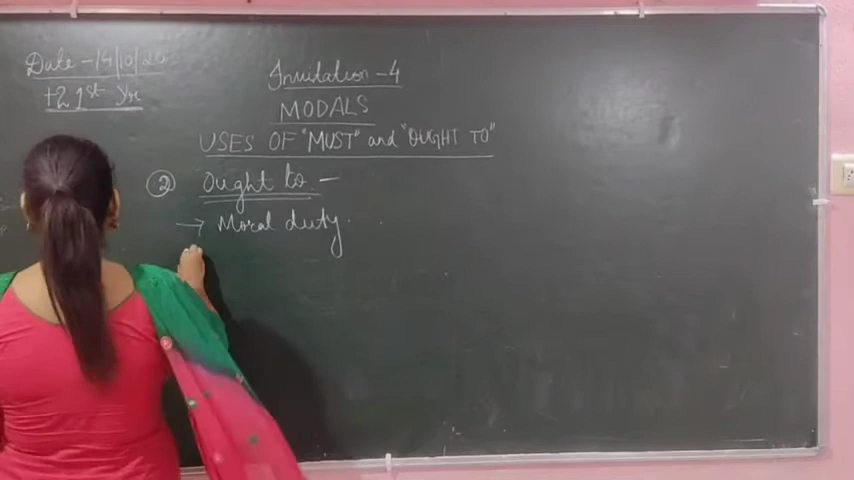 Date - 14/10/20
+2 1st Yr
Invitation - 4
MODALS
USES OF "MUST" and "OUGHT TO"
② Ought to -
→ Moral duty.